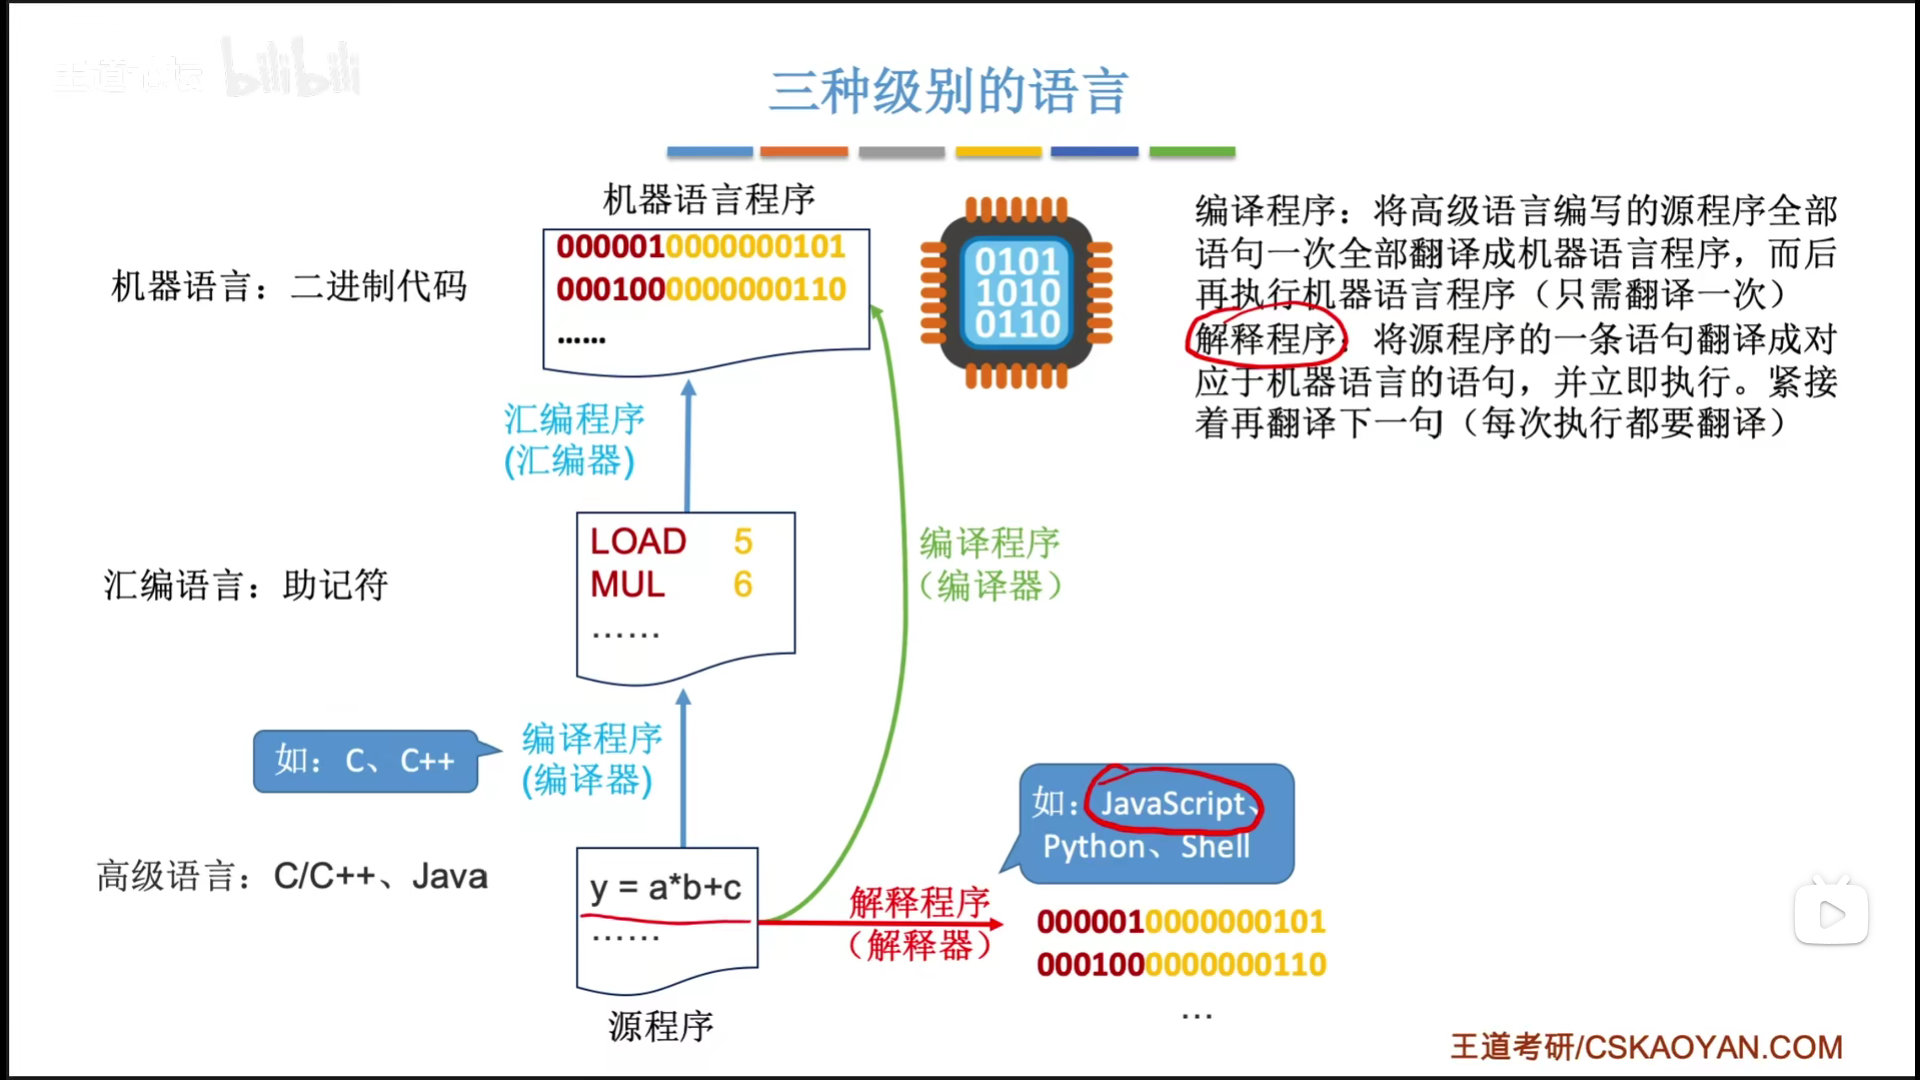 王道论坛 bilibili
三种级别的语言
机器语言程序
机器语言：二进制代码
0000010000000101
0001000000000110
......
0101
1010
0110
编译程序：将高级语言编写的源程序全部
语句一次全部翻译成机器语言程序，而后
再执行机器语言程序（只需翻译一次）
解释程序：将源程序的一条语句翻译成对
应于机器语言的语句，并立即执行。紧接
着再翻译下一句（每次执行都要翻译）
汇编程序
(汇编器)
汇编语言：助记符
LOAD 5
MUL 6
......
编译程序
（编译器）
如：C、C++
编译程序
(编译器)
高级语言：C/C++、Java
y = a*b+c
......
源程序
解释程序
（解释器）
如：JavaScript、
Python、Shell
0000010000000101
0001000000000110
...
王道考研/CSKAOYAN.COM